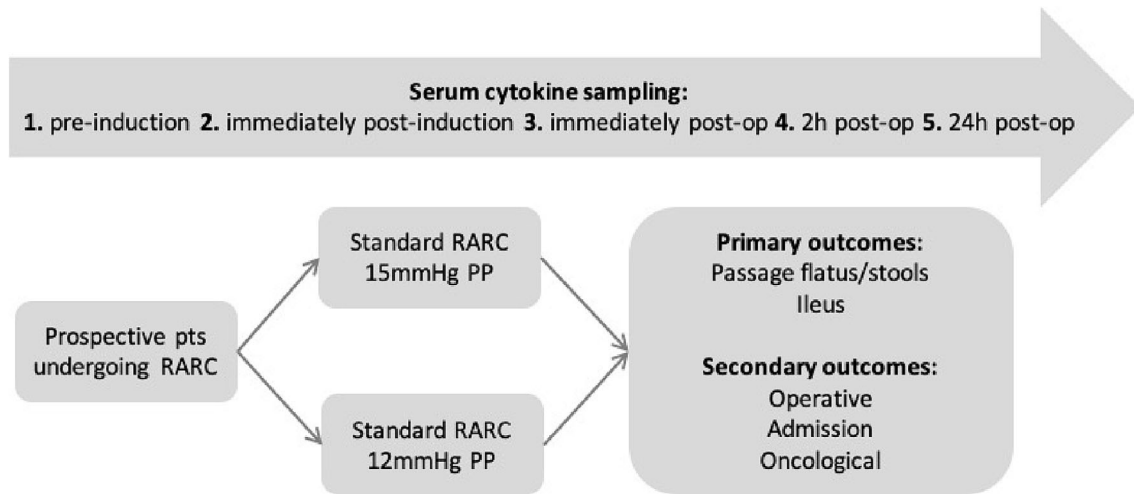 Serum cytokine sampling:
1. pre-induction 2. immediately post-induction 3. immediately post-op 4. 2h post-op 5. 24h post-op
Standard RARC
15mmHg PP
Prospective pts
undergoing RARC
Standard RARC
12mmHg PP
Primary outcomes:
Passage flatus/stools
Ileus
Secondary outcomes:
Operative
Admission
Oncological